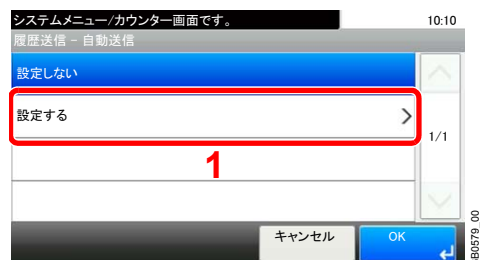 システムメニュー/カウンター画面です。 10:10
履歴送信 - 自動送信
設定しない
設定する
1/1
1
キャンセル OK
B0579_00